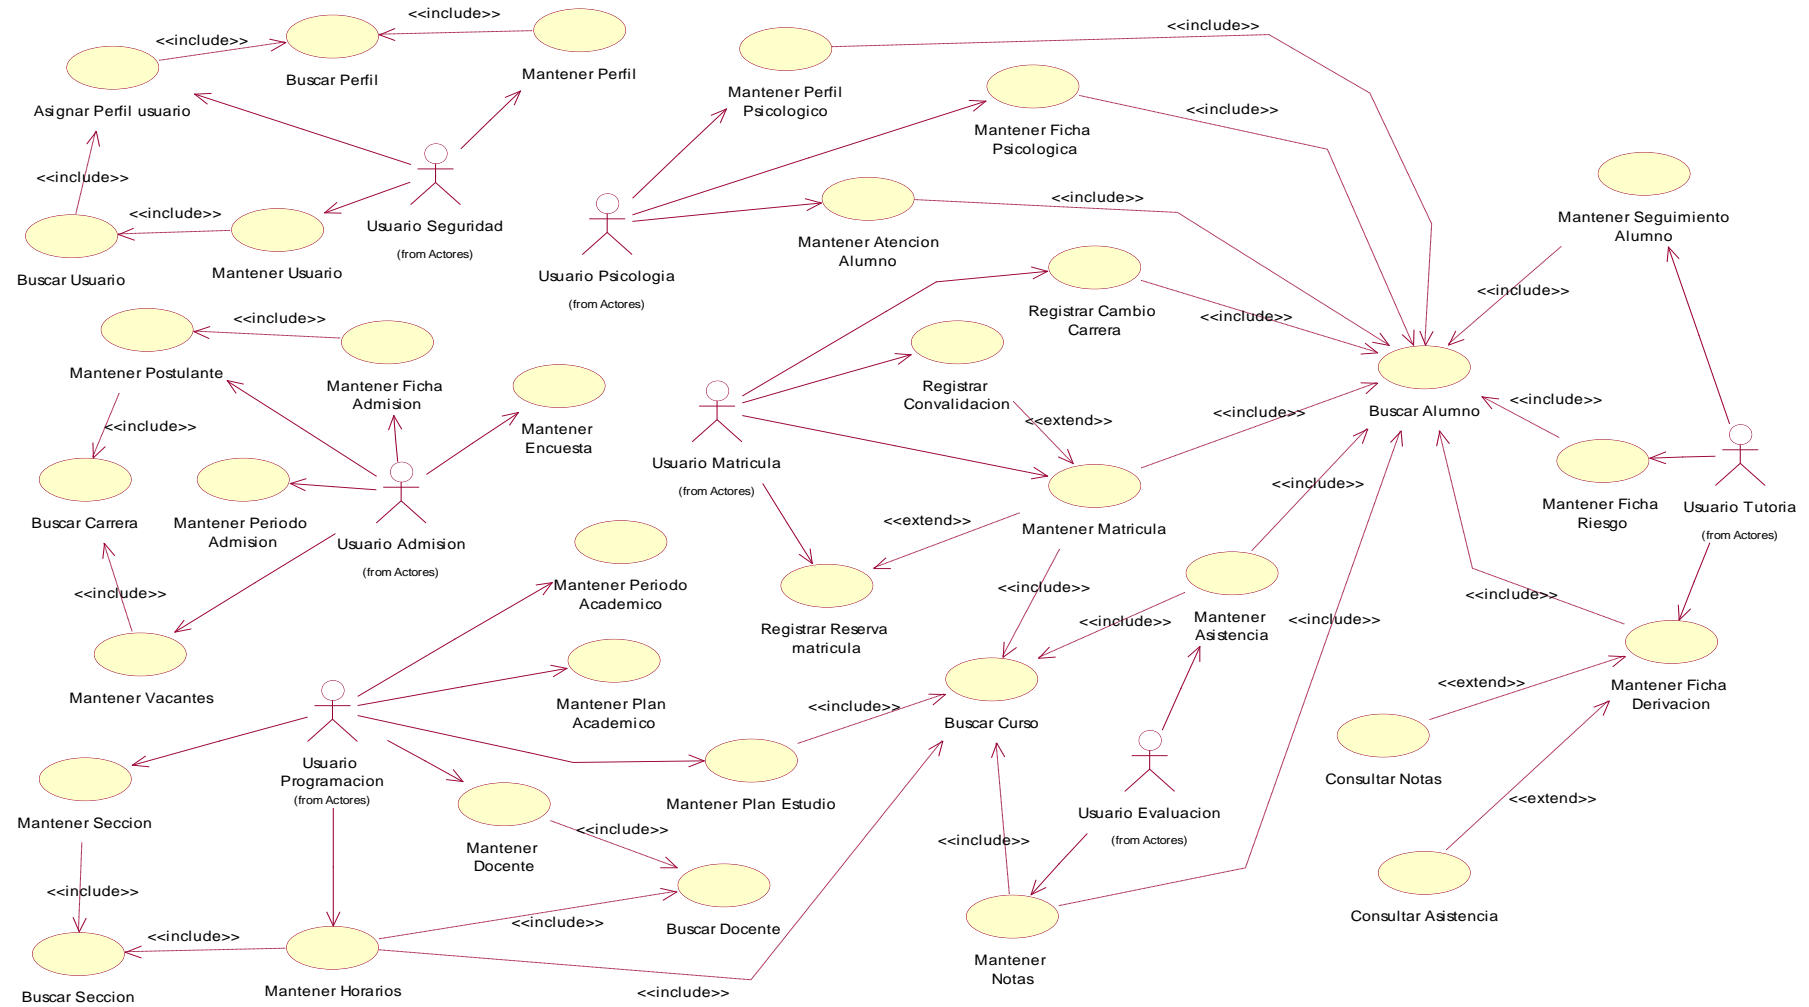 <<include>>
<<include>>
Buscar Perfil
Mantener Perfil
Asignar Perfil usuario
<<include>>
<<include>>
Buscar Usuario
Mantener Usuario
Usuario Seguridad
(from Actores)
<<include>>
Mantener Perfil
Psicologico
<<include>>
Mantener Ficha
Psicologica
<<include>>
Mantener Atencion
Alumno
Usuario Psicologia
(from Actores)
Mantener Seguimiento
Alumno
<<include>>
Registrar Cambio
Carrera
<<include>>
<<include>>
Mantener Postulante
Mantener Ficha
Admision
<<include>>
Mantener
Encuesta
Buscar Carrera
Mantener Periodo
Admision
Usuario Admision
(from Actores)
<<include>>
Mantener Vacantes
Registrar
Convalidacion
<<extend>>
<<include>>
Buscar Alumno
<<include>>
Usuario Matricula
(from Actores)
<<extend>>
Mantener Matricula
<<include>>
Mantener Ficha
Riesgo
Usuario Tutoria
(from Actores)
Mantener Periodo
Academico
Registrar Reserva
matricula
<<include>>
<<include>>
Mantener
Asistencia
<<include>>
<<include>>
Mantener Plan
Academico
<<include>>
Buscar Curso
<<extend>>
Mantener Ficha
Derivacion
Usuario
Programacion
(from Actores)
Mantener Plan Estudio
Usuario Evaluacion
(from Actores)
Consultar Notas
<<extend>>
Mantener Seccion
Mantener
Docente
<<include>>
<<include>>
<<include>>
Buscar Docente
<<include>>
Consultar Asistencia
<<include>>
Buscar Seccion
Mantener Horarios
<<include>>
Mantener
Notas